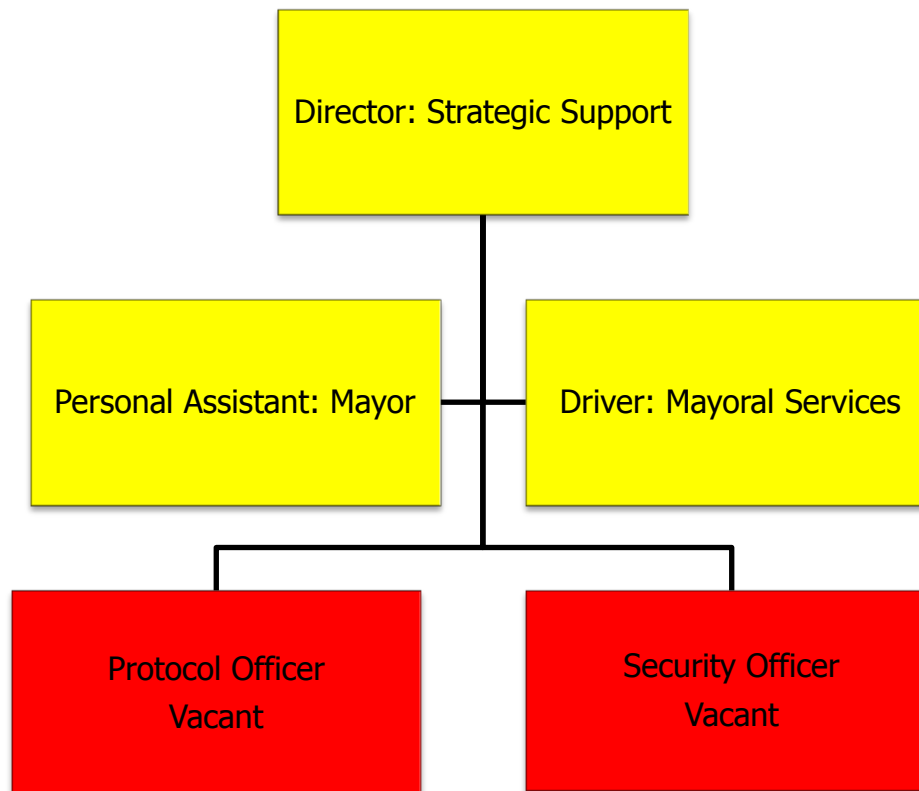 Director: Strategic Support
Personal Assistant: Mayor
Driver: Mayoral Services
Protocol Officer
Vacant
Security Officer
Vacant